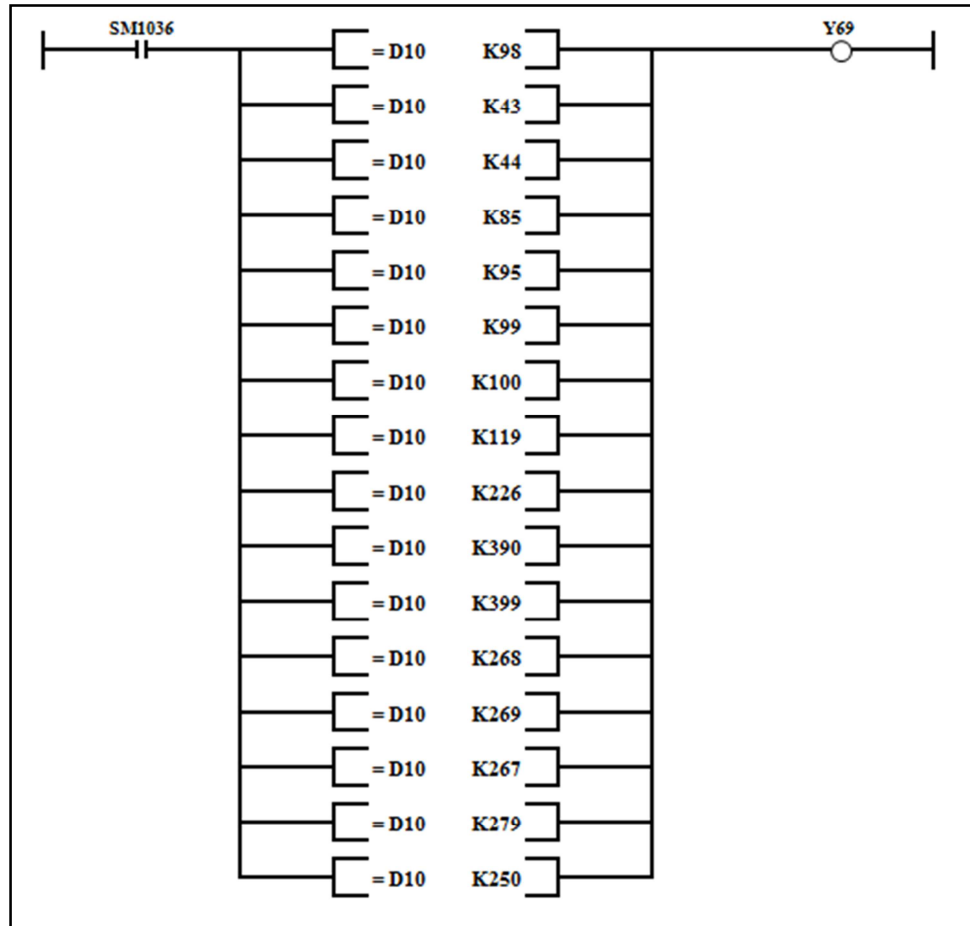 SM1036 Y69
= D10 K98
= D10 K43
= D10 K44
= D10 K85
= D10 K95
= D10 K99
= D10 K100
= D10 K119
= D10 K226
= D10 K390
= D10 K399
= D10 K268
= D10 K269
= D10 K267
= D10 K279
= D10 K250